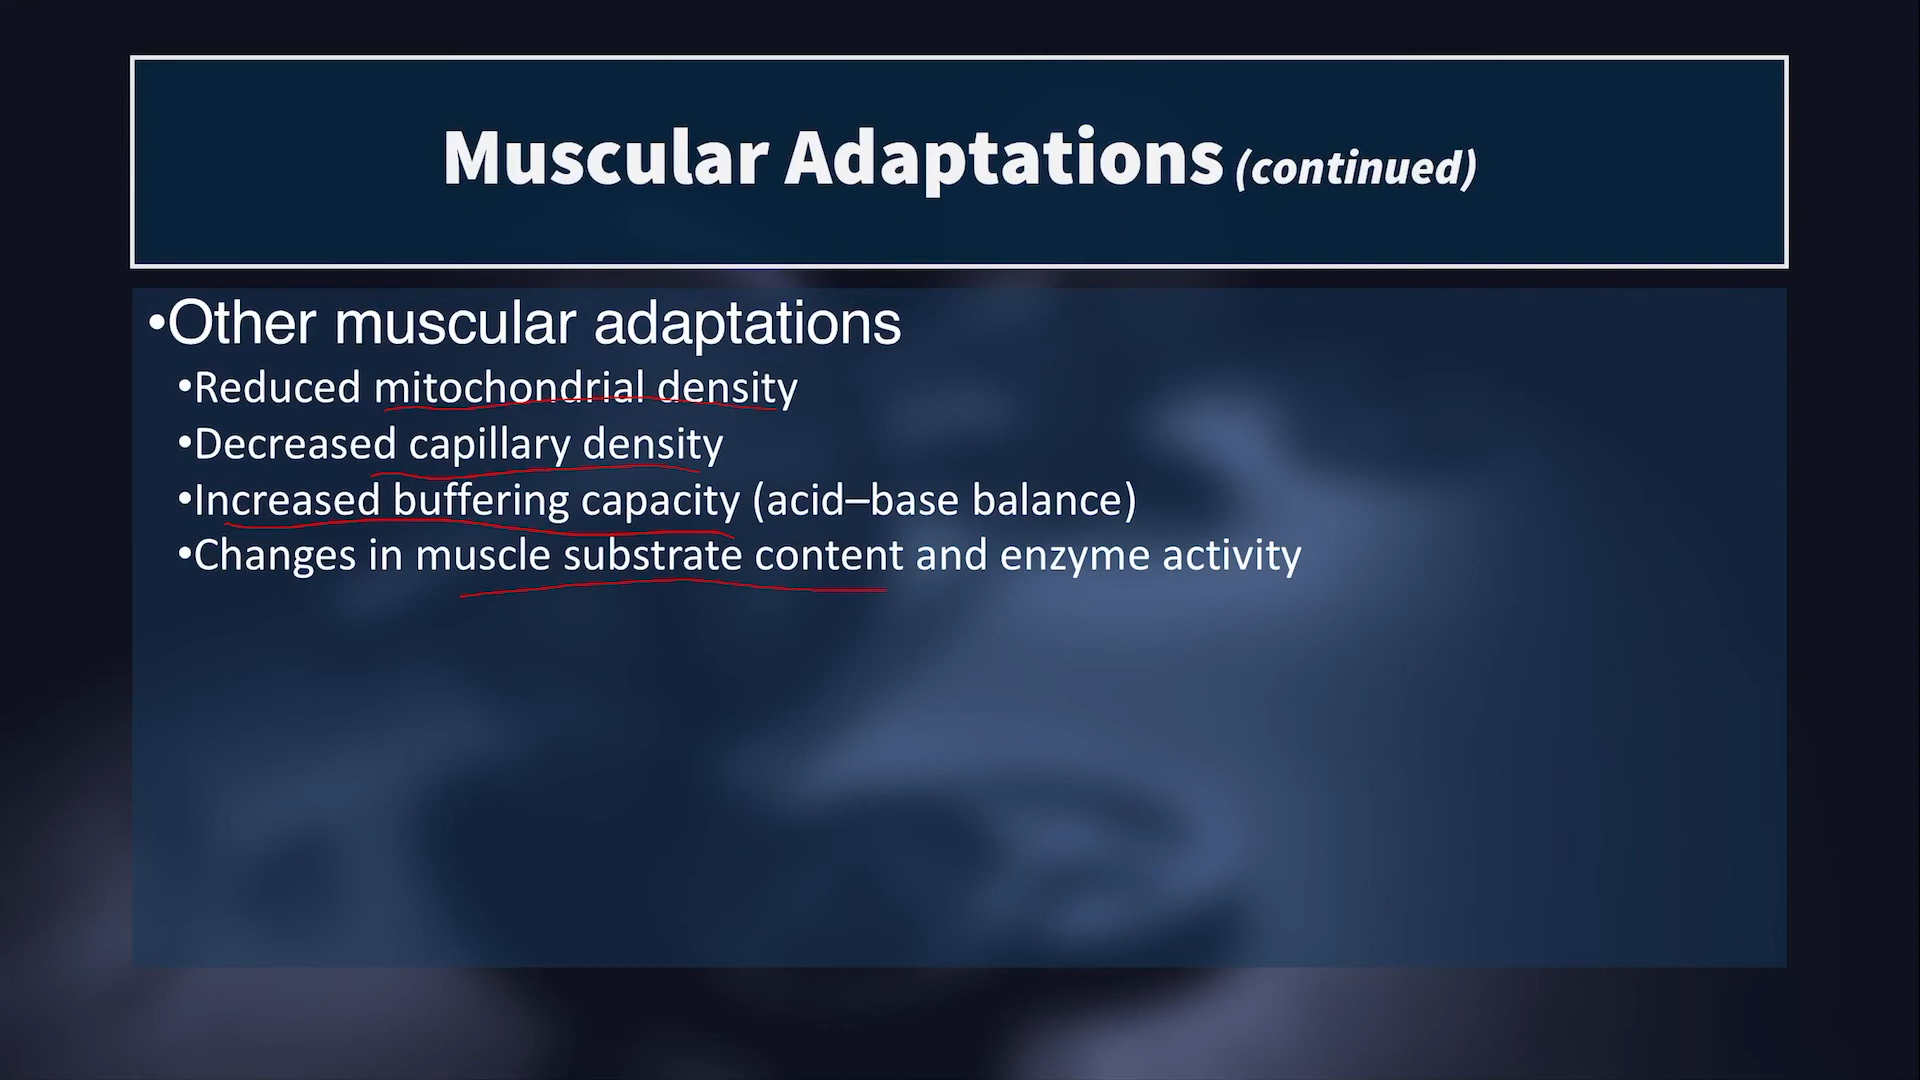 Muscular Adaptations (continued)
•Other muscular adaptations
•Reduced mitochondrial density
•Decreased capillary density
•Increased buffering capacity (acid–base balance)
•Changes in muscle substrate content and enzyme activity